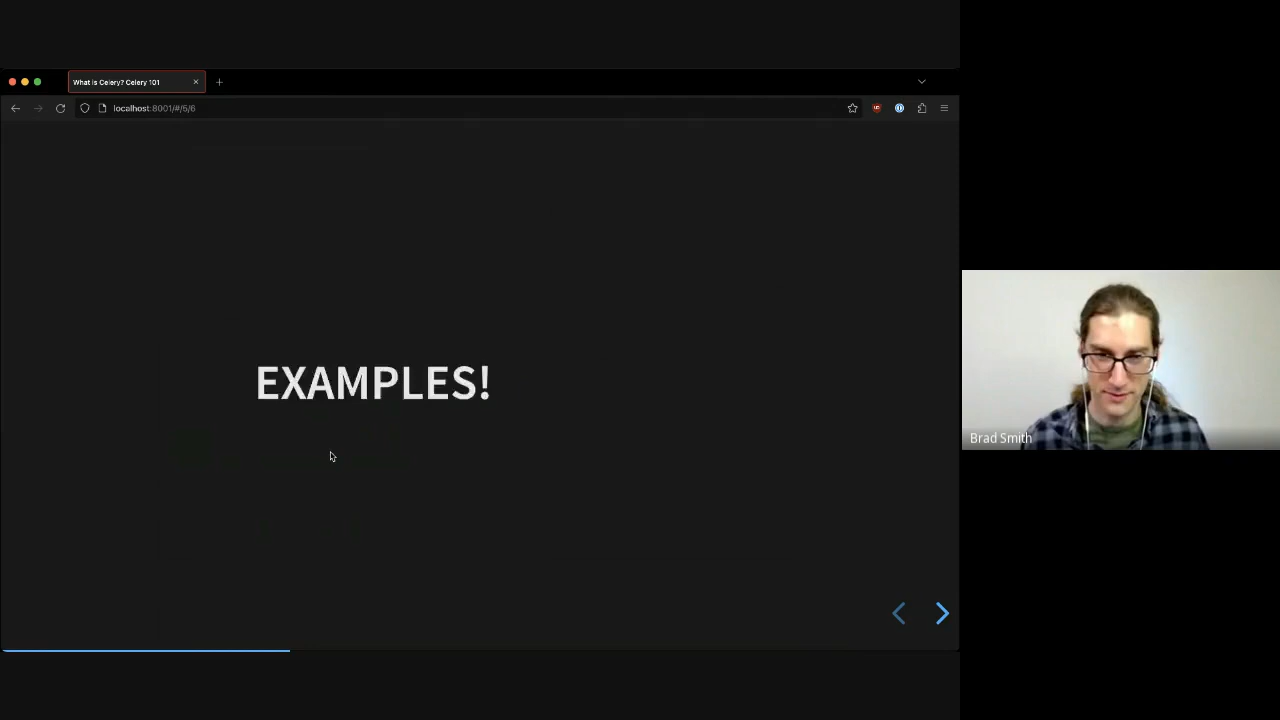 What is Celery? Celery 101
localhost:8001/#/5/6
EXAMPLES!
Brad Smith